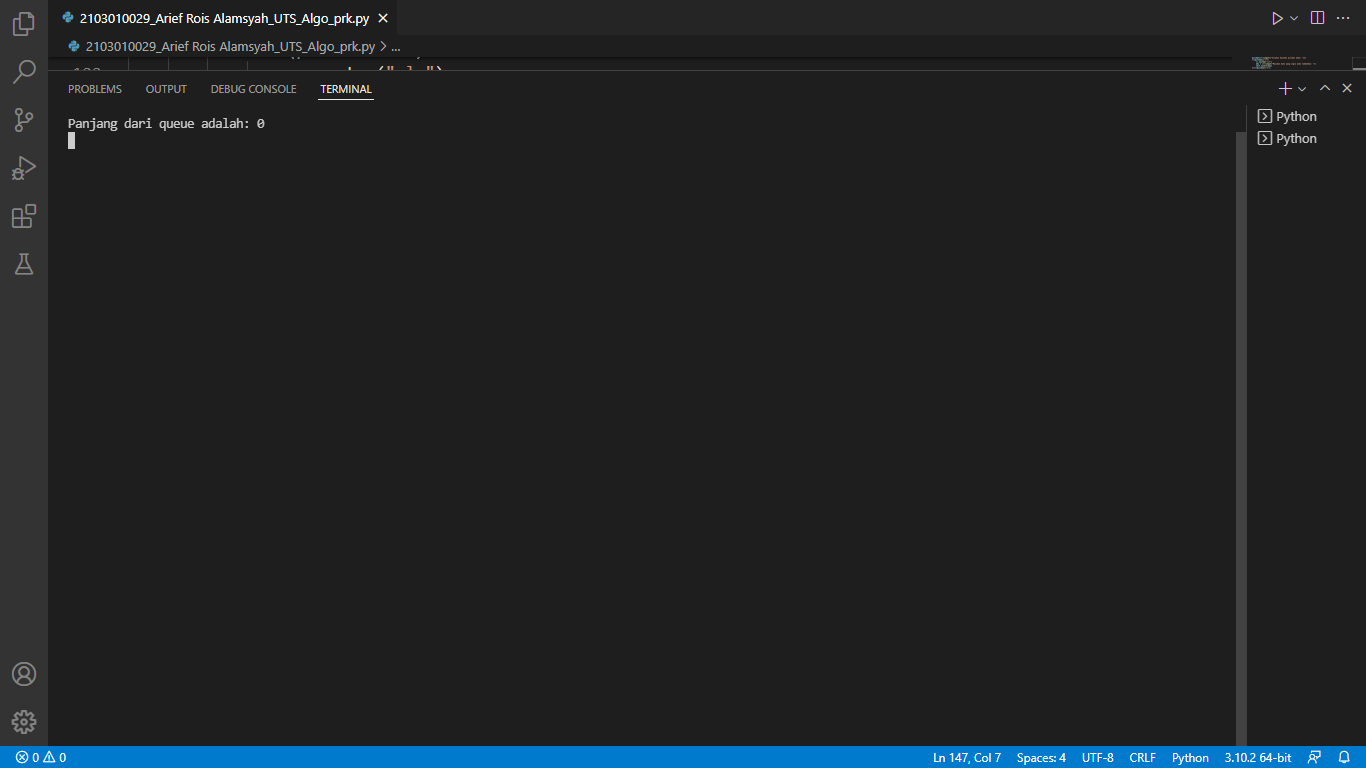 2103010029_Arief Rois Alamsyah_UTS_Algo_prk.py
2103010029_Arief Rois Alamsyah_UTS_Algo_prk.py > ...
PROBLEMS OUTPUT DEBUG CONSOLE TERMINAL
Panjang dari queue adalah: 0
Python
Python
0 0 Ln 147, Col 7 Spaces: 4 UTF-8 CRLF Python 3.10.2 64-bit